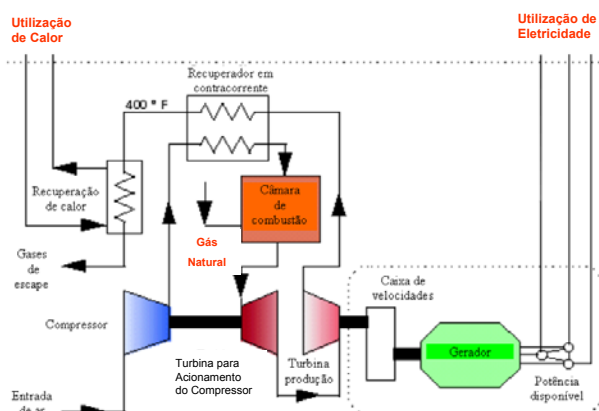 Utilização
de Calor
Utilização de
Eletricidade
Recuperador em
contracorrente
400 ° F
Recuperação
de calor
Câmara
de
combustão
Gás
Natural
Gases
de
escape
Caixa de
velocidades
Compressor
Turbina para
Acionamento
do Compressor
Turbina
produção
Gerador
Potência
disponível
Entrada
de